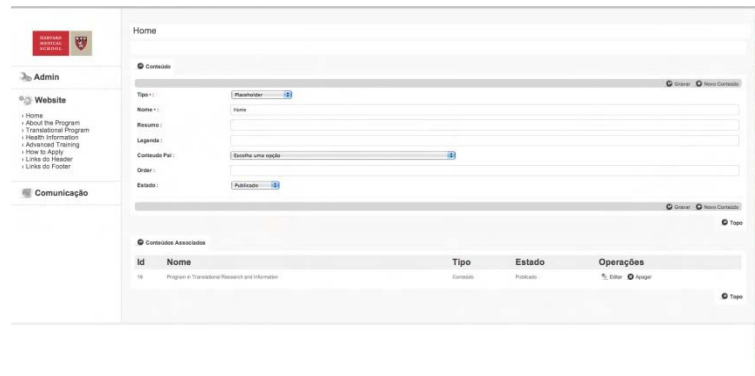 HARVARD
MEDICAL
SCHOOL
Admin
Website
Home
About the Program
Translational Program
Health Information
Advanced Training
How to Apply
Links do Header
Links do Footer
Comunicação
Home
Conteúdo
Gravar Novo Conteúdo
Tipo * : Placeholder
Nome * : Home
Resumo :
Legenda :
Conteudo Pai : Escolha uma opção
Order :
Estado : Publicado
Gravar Novo Conteúdo
Topo
Conteúdos Associados
Id Nome Tipo Estado Operações
16 Program in Translational Research and Information Conteúdo Publicado Editar Apagar
Topo